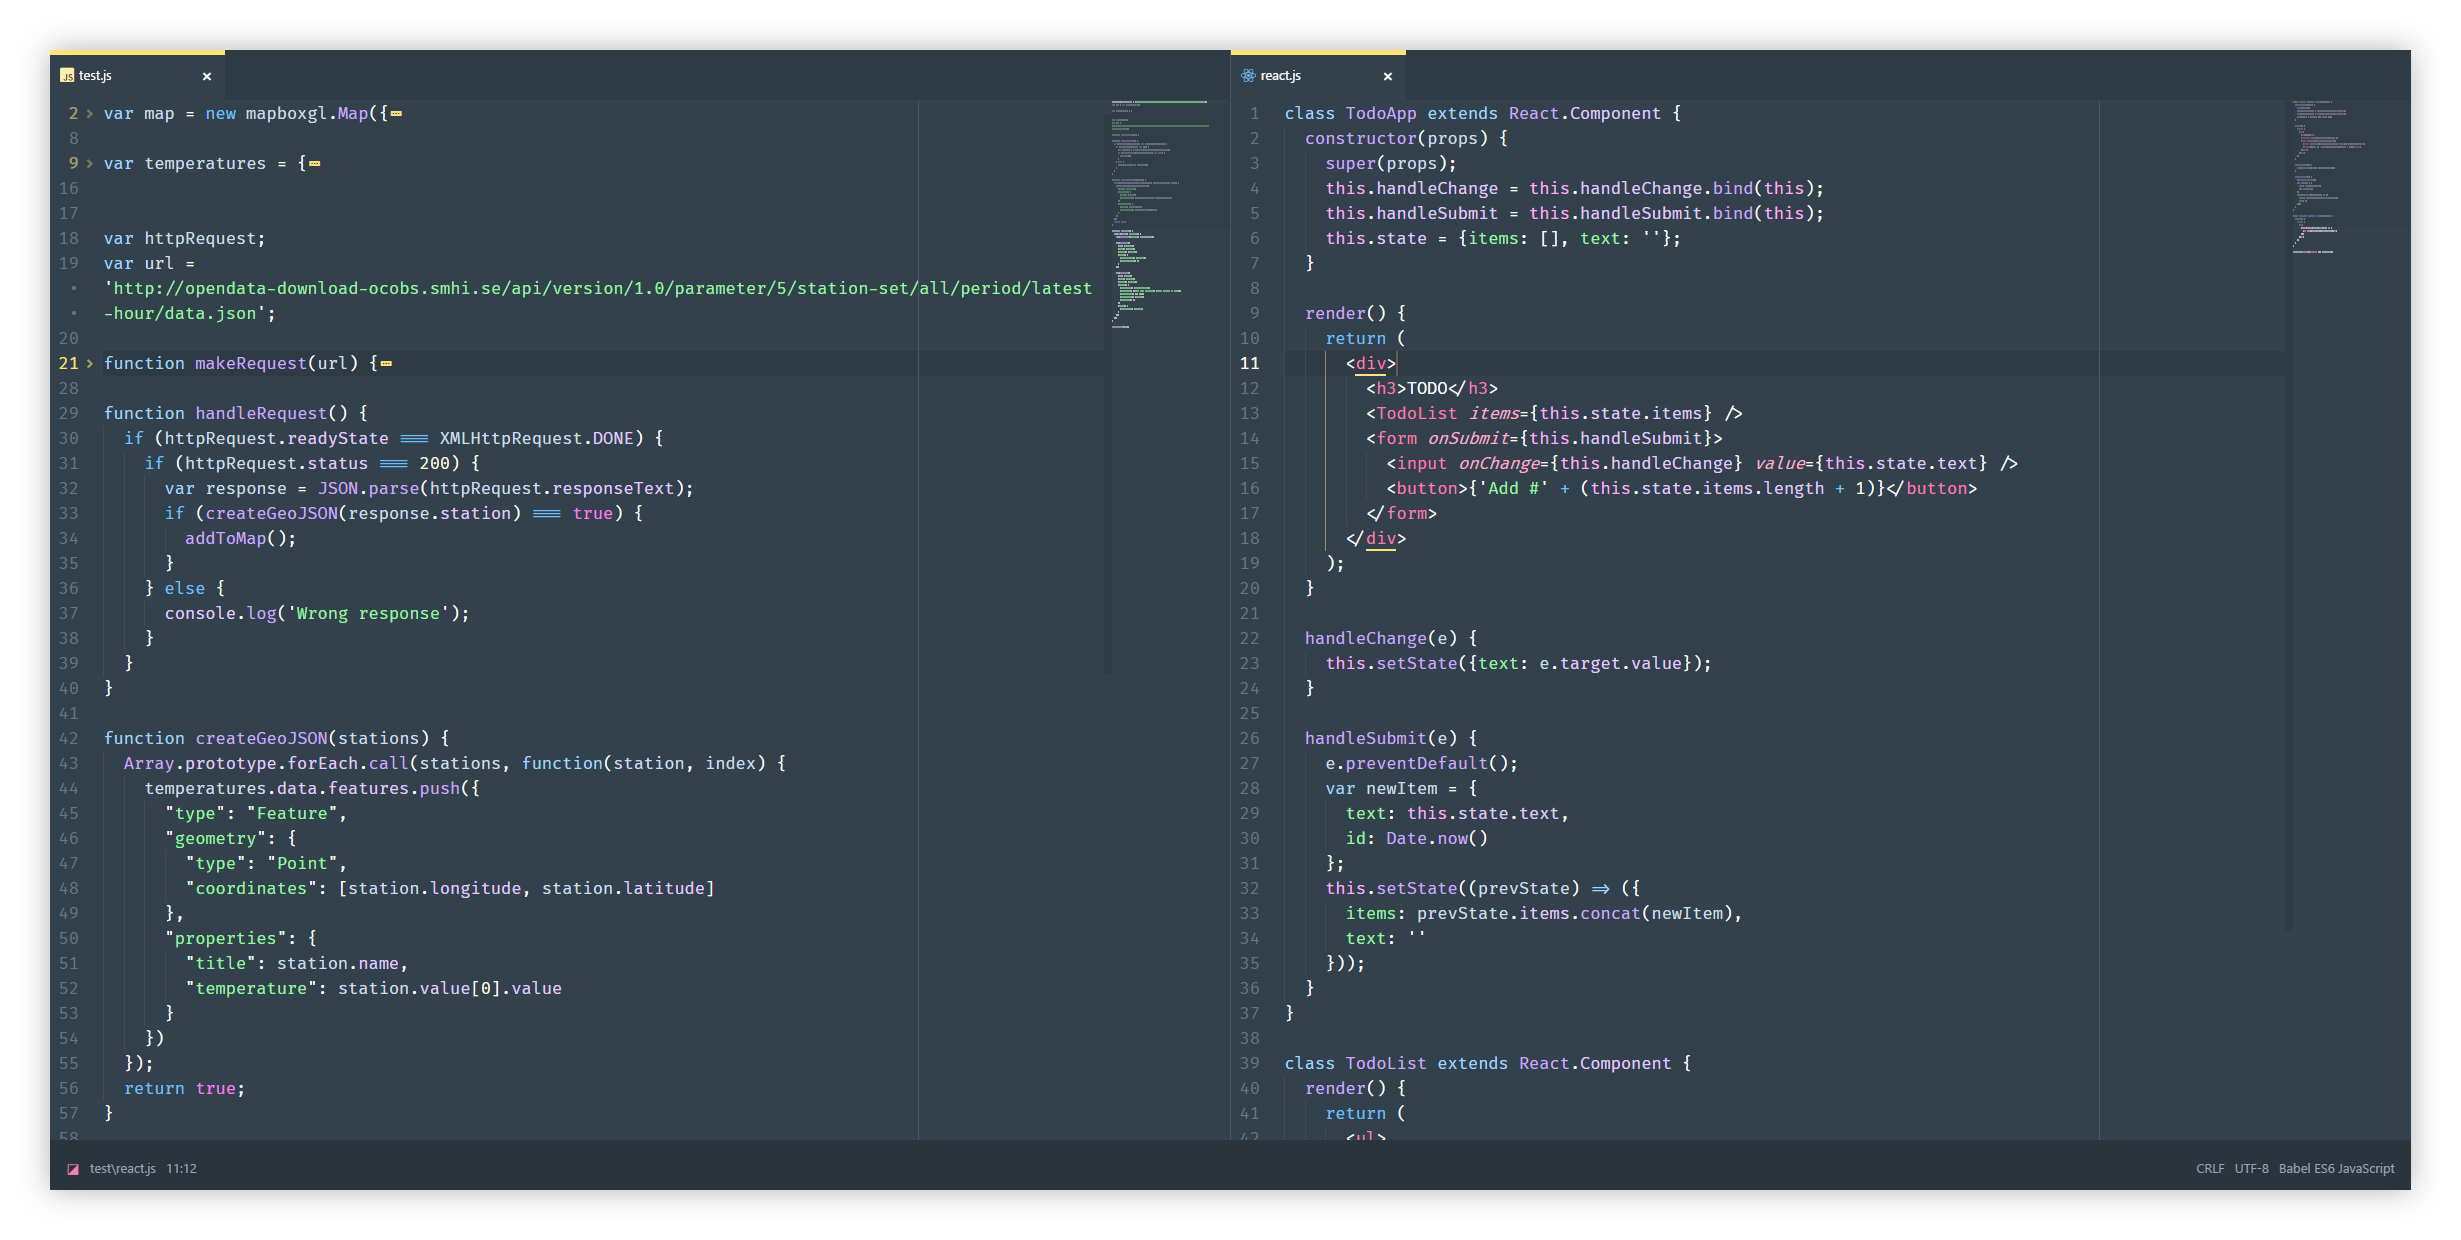 test.js ×
2 › var map = new mapboxgl.Map({
8
9 › var temperatures = {
16
17
18 var httpRequest;
19 var url =
• 'http://opendata-download-ocobs.smhi.se/api/version/1.0/parameter/5/station-set/all/period/latest
• -hour/data.json';
20
21 › function makeRequest(url) {
28
29 function handleRequest() {
30 if (httpRequest.readyState === XMLHttpRequest.DONE) {
31 if (httpRequest.status === 200) {
32 var response = JSON.parse(httpRequest.responseText);
33 if (createGeoJSON(response.station) === true) {
34 addToMap();
35 }
36 } else {
37 console.log('Wrong response');
38 }
39 }
40 }
41
42 function createGeoJSON(stations) {
43 Array.prototype.forEach.call(stations, function(station, index) {
44 temperatures.data.features.push({
45 "type": "Feature",
46 "geometry": {
47 "type": "Point",
48 "coordinates": [station.longitude, station.latitude]
49 },
50 "properties": {
51 "title": station.name,
52 "temperature": station.value[0].value
53 }
54 })
55 });
56 return true;
57 }
58
react.js ×
1 class TodoApp extends React.Component {
2 constructor(props) {
3 super(props);
4 this.handleChange = this.handleChange.bind(this);
5 this.handleSubmit = this.handleSubmit.bind(this);
6 this.state = {items: [], text: ''};
7 }
8
9 render() {
10 return (
11 <div>
12 <h3>TODO</h3>
13 <TodoList items={this.state.items} />
14 <form onSubmit={this.handleSubmit}>
15 <input onChange={this.handleChange} value={this.state.text} />
16 <button>{'Add #' + (this.state.items.length + 1)}</button>
17 </form>
18 </div>
19 );
20 }
21
22 handleChange(e) {
23 this.setState({text: e.target.value});
24 }
25
26 handleSubmit(e) {
27 e.preventDefault();
28 var newItem = {
29 text: this.state.text,
30 id: Date.now()
31 };
32 this.setState((prevState) => ({
33 items: prevState.items.concat(newItem),
34 text: ''
35 }));
36 }
37 }
38
39 class TodoList extends React.Component {
40 render() {
41 return (
42 <ul>
test\react.js 11:12
CRLF UTF-8 Babel ES6 JavaScript